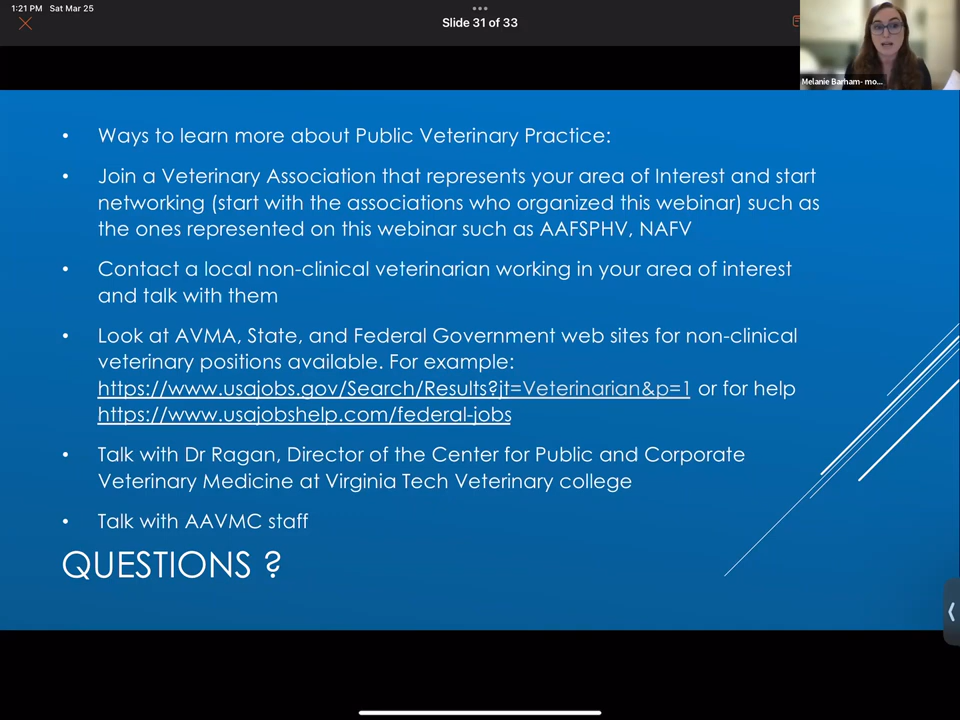 1:21 PM Sat Mar 25
Slide 31 of 33
Melanie Barham- mo...
• Ways to learn more about Public Veterinary Practice:
• Join a Veterinary Association that represents your area of Interest and start
networking (start with the associations who organized this webinar) such as
the ones represented on this webinar such as AAFSPHV, NAFV
• Contact a local non-clinical veterinarian working in your area of interest
and talk with them
• Look at AVMA, State, and Federal Government web sites for non-clinical
veterinary positions available. For example:
https://www.usajobs.gov/Search/Results?jt=Veterinarian&p=1 or for help
https://www.usajobshelp.com/federal-jobs
• Talk with Dr Ragan, Director of the Center for Public and Corporate
Veterinary Medicine at Virginia Tech Veterinary college
• Talk with AAVMC staff
QUESTIONS ?